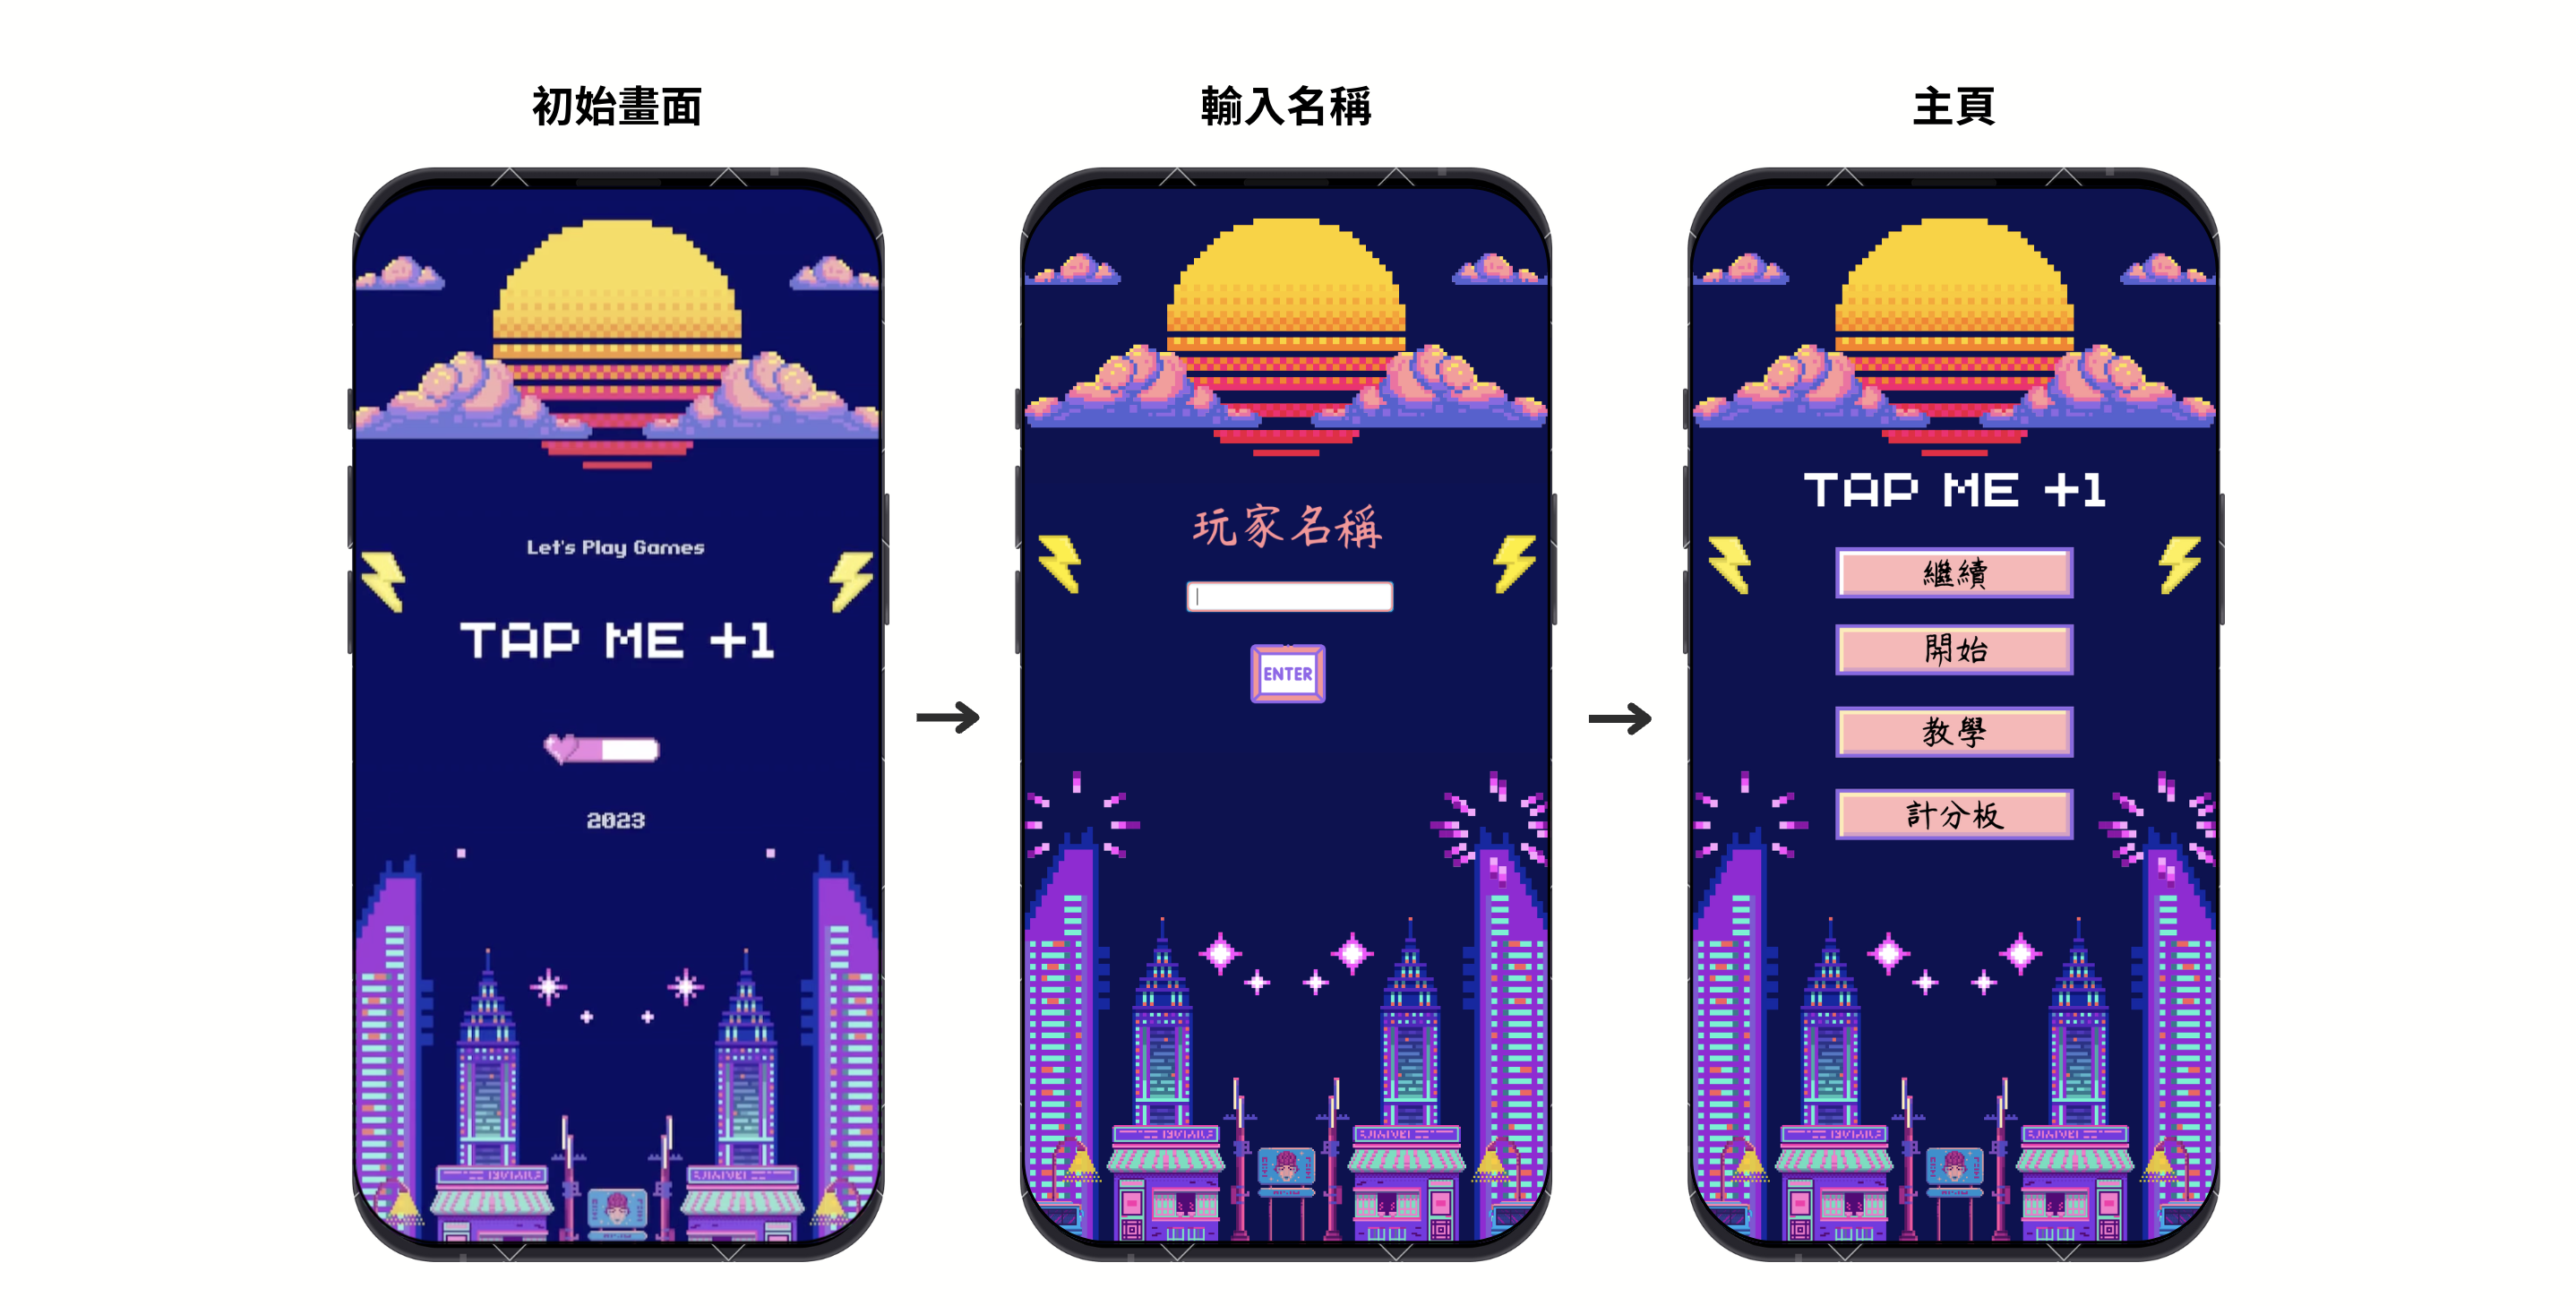 初始畫面
Let's Play Games
TAP ME +1
2023
輸入名稱
玩家名稱
ENTER
主頁
TAP ME +1
繼續
開始
教學
計分板